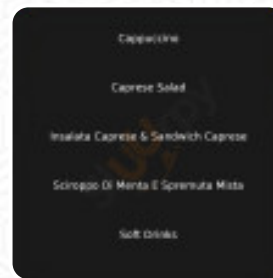 Cappuccino
Caprese Salad
Insalata Caprese & Sandwich Caprese
Sciroppo Di Menta E Spremuta Mista
Soft Drinks